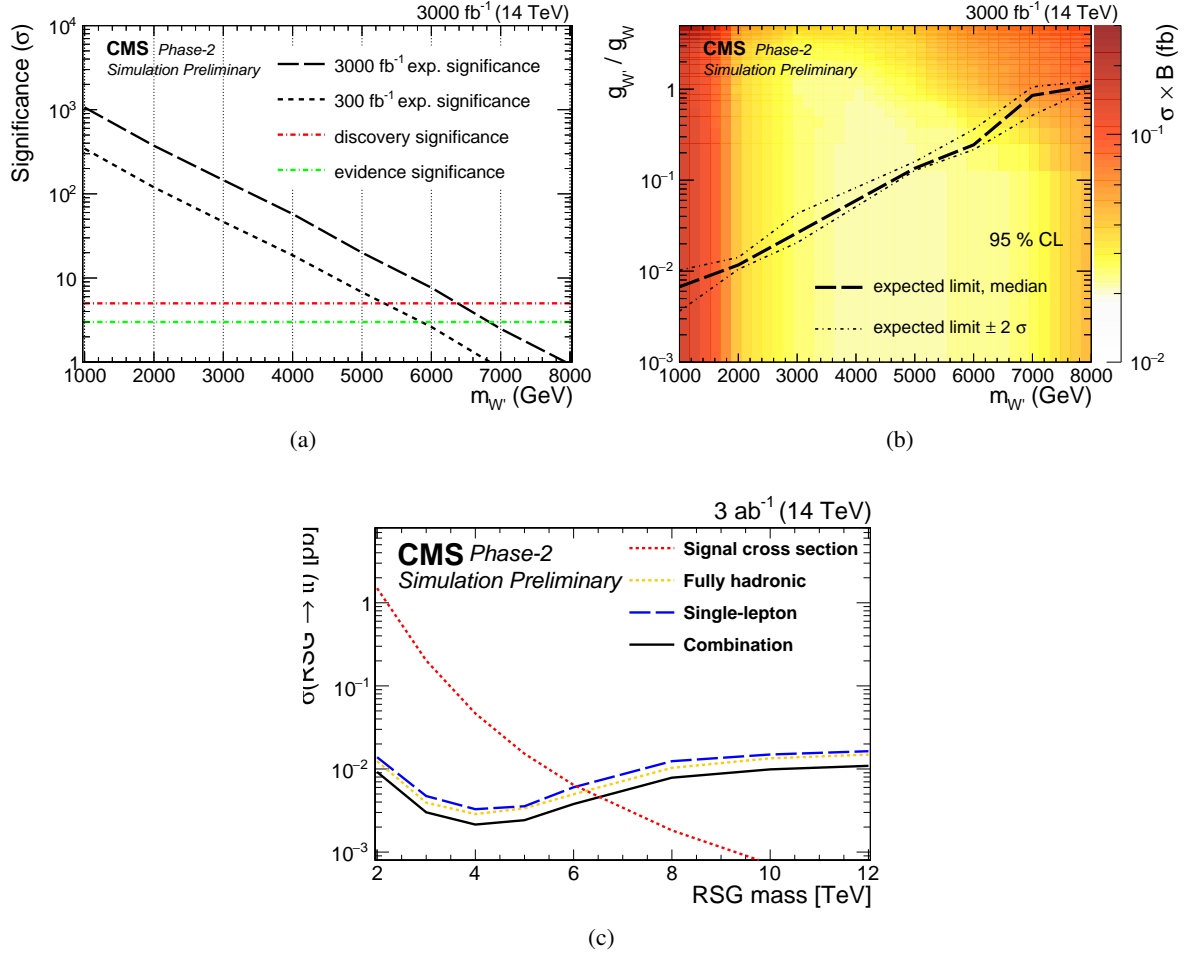 3000 fb⁻¹ (14 TeV)
Significance (σ)
10⁴
10³
10²
10
1
CMS Phase-2
Simulation Preliminary
3000 fb⁻¹ exp. significance
300 fb⁻¹ exp. significance
discovery significance
evidence significance
1000 2000 3000 4000 5000 6000 7000 8000
m_W' (GeV)
(a)
3000 fb⁻¹ (14 TeV)
g_W' / g_W
1
10⁻¹
10⁻²
10⁻³
CMS Phase-2
Simulation Preliminary
95 % CL
expected limit, median
expected limit ± 2 σ
1000 2000 3000 4000 5000 6000 7000 8000
m_W' (GeV)
σ × B (fb)
10⁻¹
10⁻²
(b)
3 ab⁻¹ (14 TeV)
1
10⁻¹
10⁻²
10⁻³
CMS Phase-2
Simulation Preliminary
Signal cross section
Fully hadronic
Single-lepton
Combination
2 4 6 8 10 12
RSG mass [TeV]
(c)